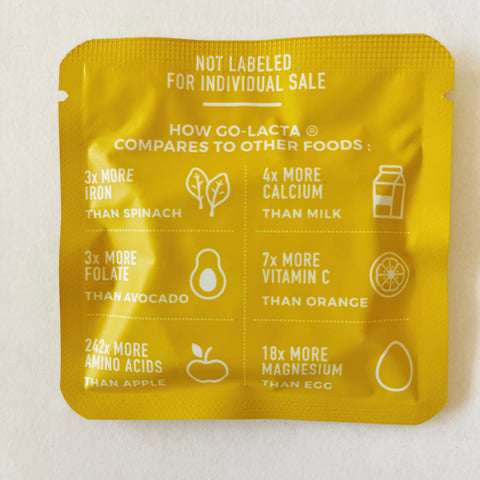 NOT LABELED
FOR INDIVIDUAL SALE
HOW GO-LACTA ®
COMPARES TO OTHER FOODS :
3x MORE
IRON
THAN SPINACH
4x MORE
CALCIUM
THAN MILK
3x MORE
FOLATE
THAN AVOCADO
7x MORE
VITAMIN C
THAN ORANGE
242x MORE
AMINO ACIDS
THAN APPLE
18x MORE
MAGNESIUM
THAN EGG